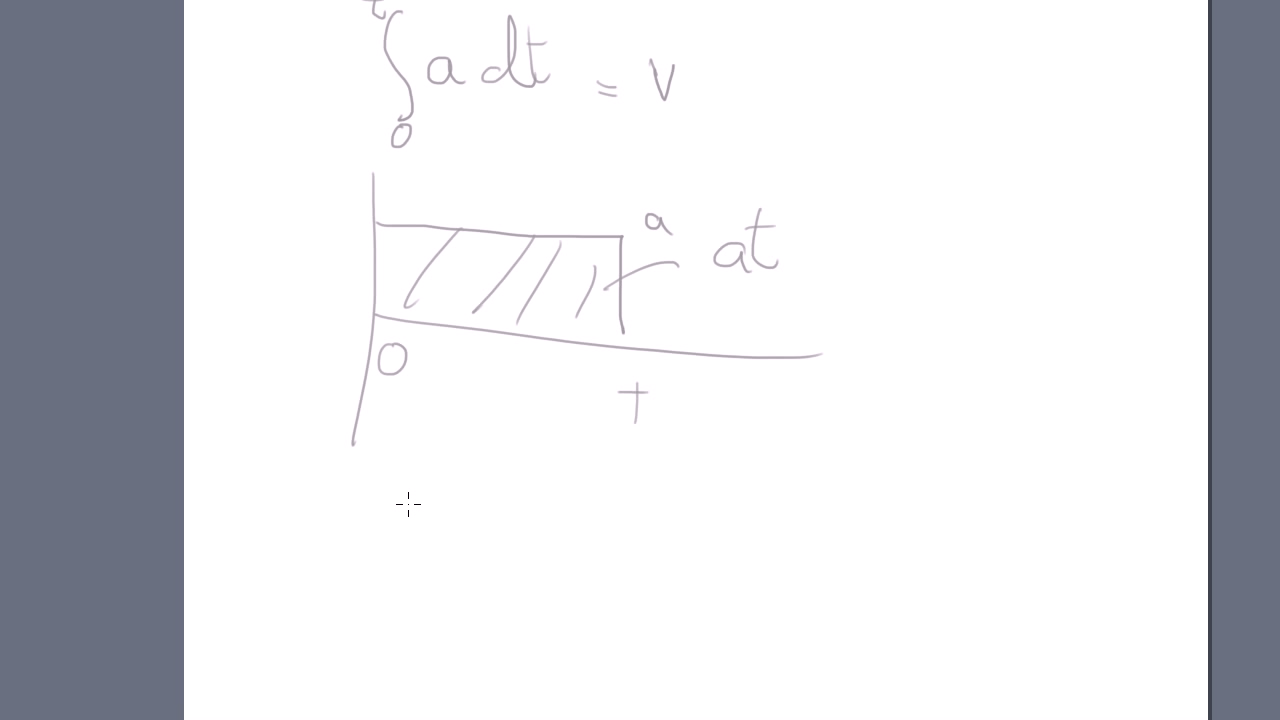 t
∫ a dt = v
0
a
at
0
t